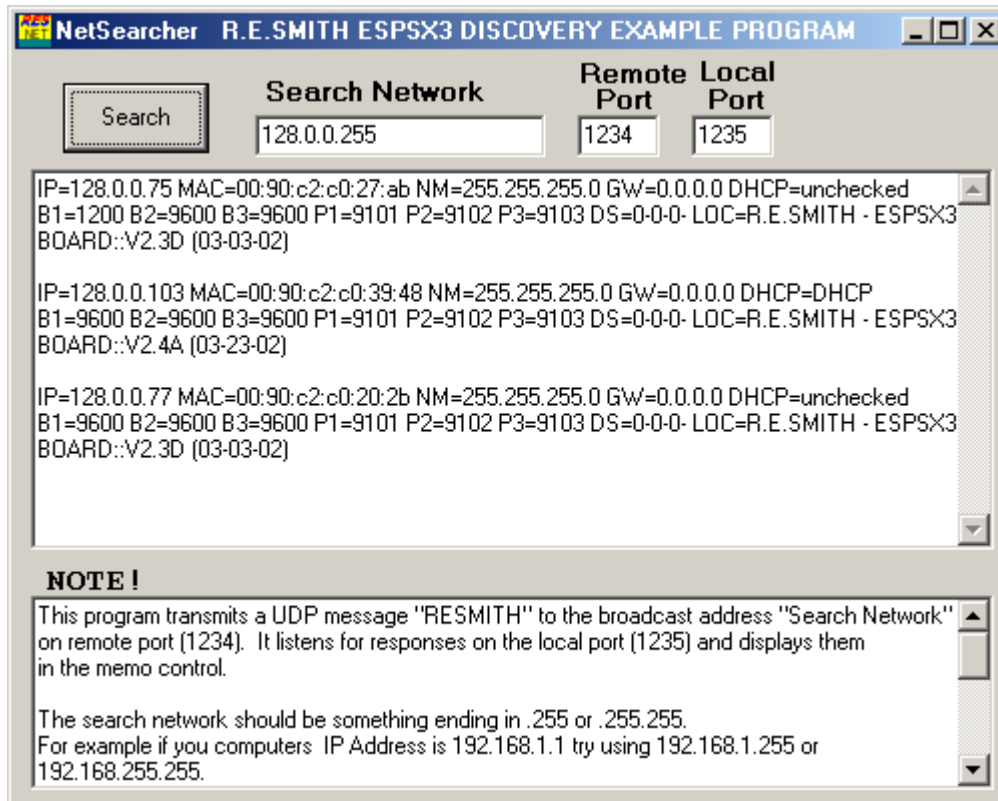 RES NET NetSearcher R.E.SMITH ESPSX3 DISCOVERY EXAMPLE PROGRAM
Search
Search Network
128.0.0.255
Remote Port
1234
Local Port
1235
IP=128.0.0.75 MAC=00:90:c2:c0:27:ab NM=255.255.255.0 GW=0.0.0.0 DHCP=unchecked
B1=1200 B2=9600 B3=9600 P1=9101 P2=9102 P3=9103 DS=0-0-0- LOC=R.E.SMITH - ESPSX3
BOARD::V2.3D (03-03-02)
IP=128.0.0.103 MAC=00:90:c2:c0:39:48 NM=255.255.255.0 GW=0.0.0.0 DHCP=DHCP
B1=9600 B2=9600 B3=9600 P1=9101 P2=9102 P3=9103 DS=0-0-0- LOC=R.E.SMITH - ESPSX3
BOARD::V2.4A (03-23-02)
IP=128.0.0.77 MAC=00:90:c2:c0:20:2b NM=255.255.255.0 GW=0.0.0.0 DHCP=unchecked
B1=9600 B2=9600 B3=9600 P1=9101 P2=9102 P3=9103 DS=0-0-0- LOC=R.E.SMITH - ESPSX3
BOARD::V2.3D (03-03-02)
NOTE!
This program transmits a UDP message "RESMITH" to the broadcast address "Search Network"
on remote port (1234). It listens for responses on the local port (1235) and displays them
in the memo control.
The search network should be something ending in .255 or .255.255.
For example if you computers IP Address is 192.168.1.1 try using 192.168.1.255 or
192.168.255.255.